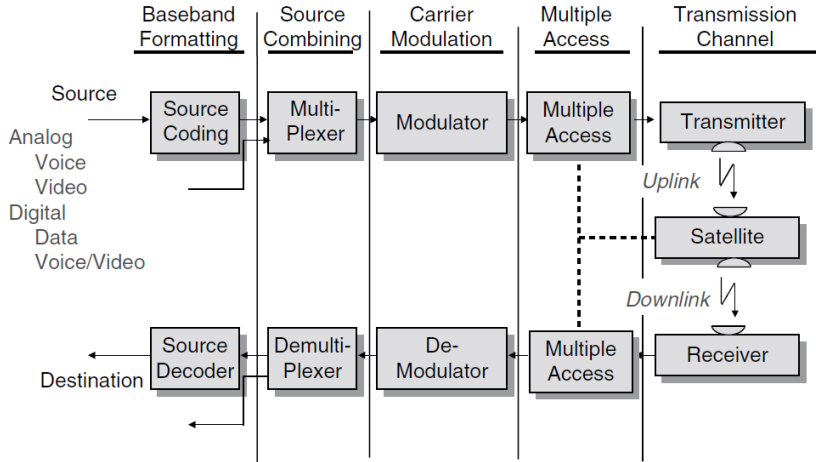 Baseband
Formatting
Source
Combining
Carrier
Modulation
Multiple
Access
Transmission
Channel
Source
Analog
Voice
Video
Digital
Data
Voice/Video
Source
Coding
Multi-
Plexer
Modulator
Multiple
Access
Transmitter
Uplink
Satellite
Downlink
Destination
Source
Decoder
Demulti-
Plexer
De-
Modulator
Multiple
Access
Receiver